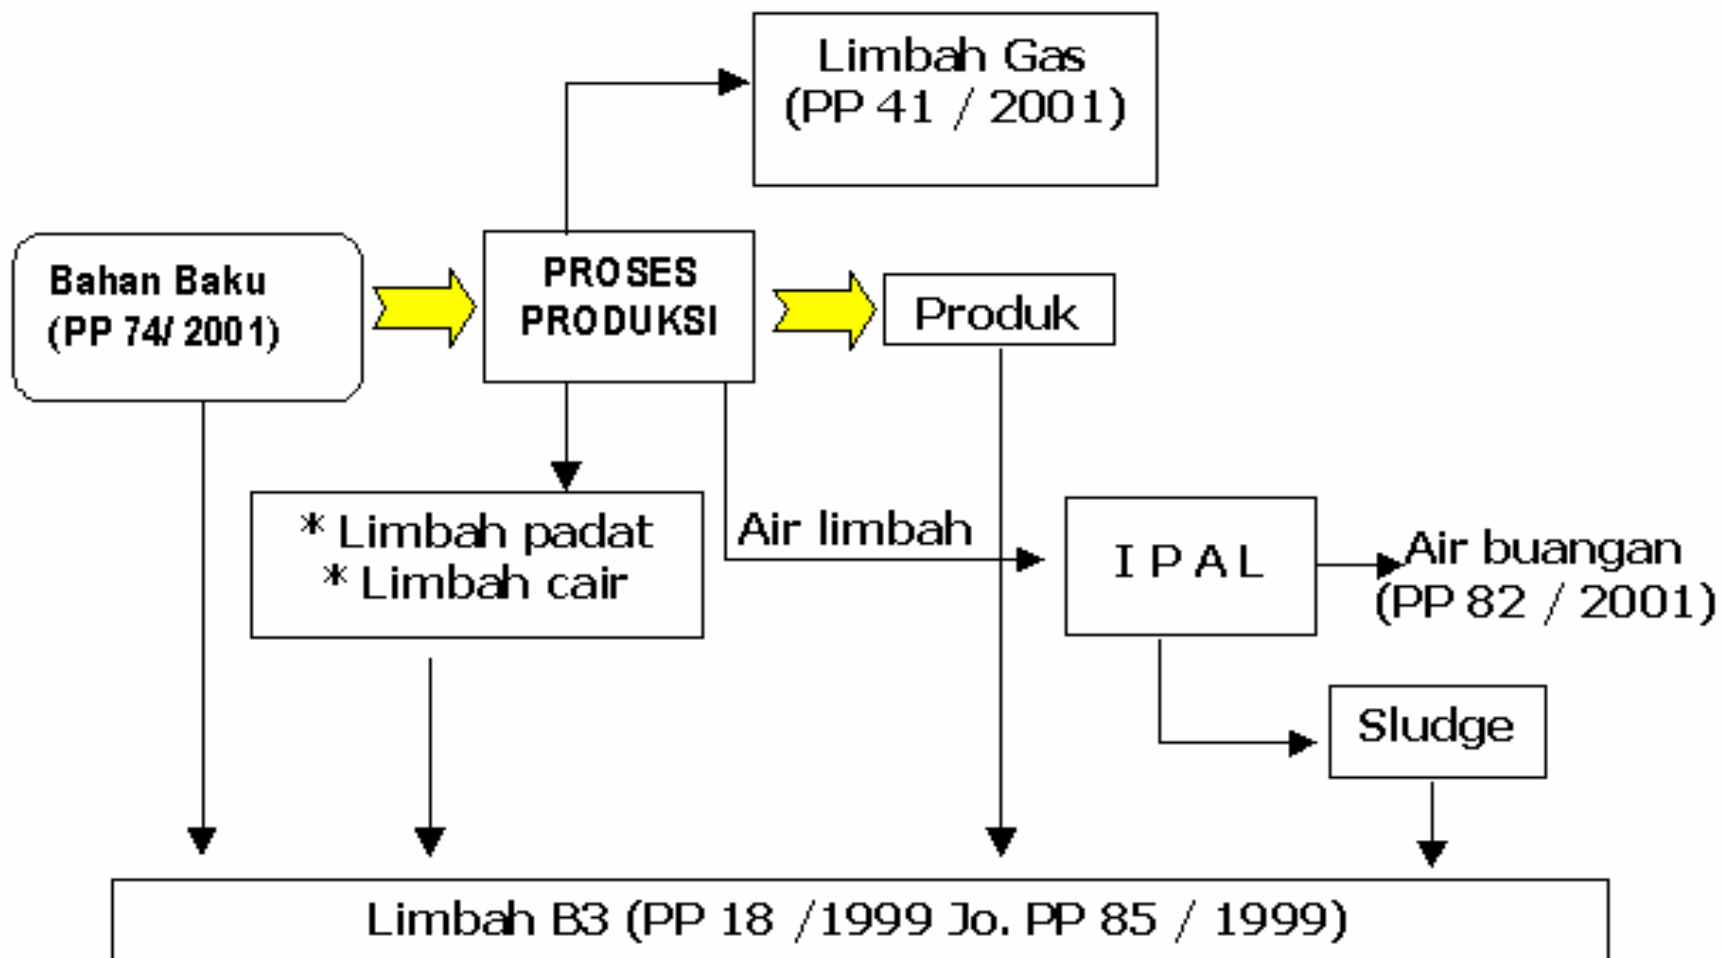 Limbah Gas
(PP 41 / 2001)
Bahan Baku
(PP 74/ 2001)
PROSES
PRODUKSI
Produk
* Limbah padat
* Limbah cair
Air limbah
I P A L
Air buangan
(PP 82 / 2001)
Sludge
Limbah B3 (PP 18 /1999 Jo. PP 85 / 1999)